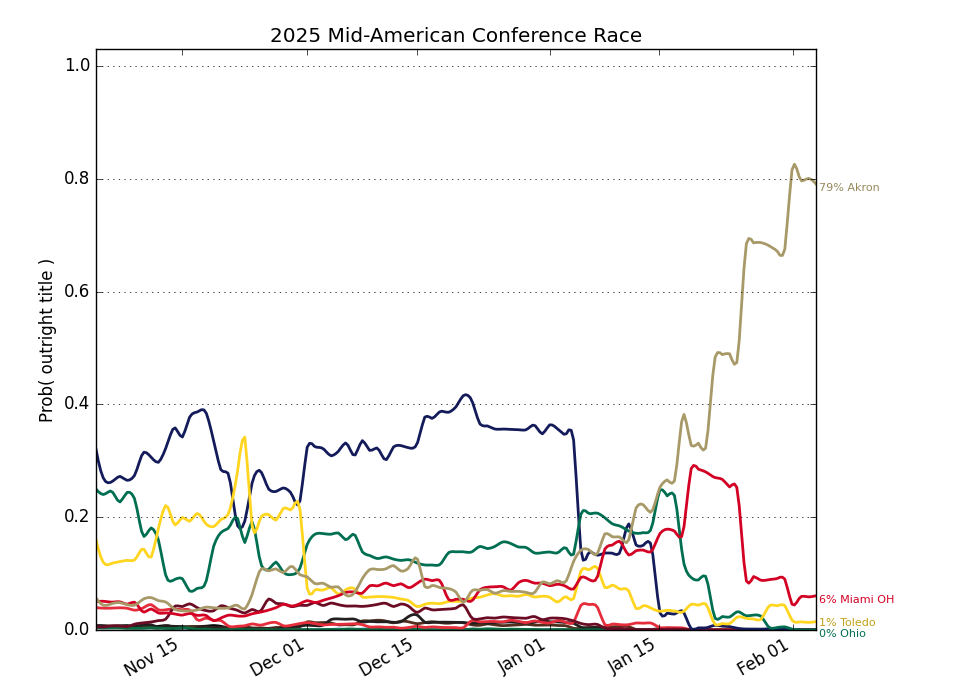 2025 Mid-American Conference Race
1.0
0.8
0.6
0.4
0.2
0.0
Prob( outright title )
79% Akron
6% Miami OH
1% Toledo
0% Ohio
Nov 15
Dec 01
Dec 15
Jan 01
Jan 15
Feb 01